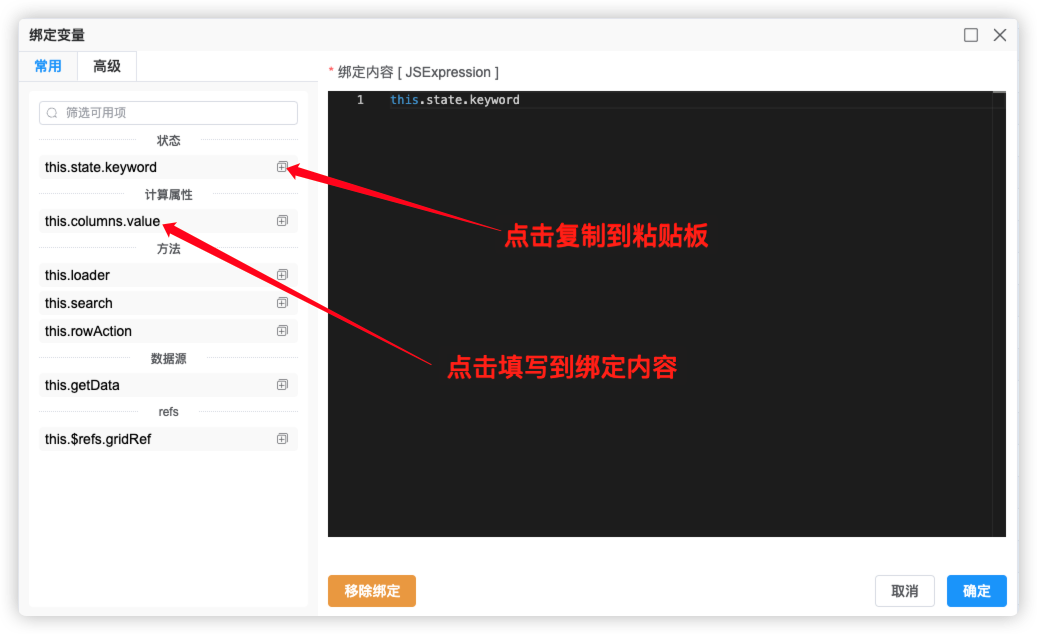 绑定变量
常用 高级
筛选可用项
状态
this.state.keyword
计算属性
this.columns.value
方法
this.loader
this.search
this.rowAction
数据源
this.getData
refs
this.$refs.gridRef
* 绑定内容 [ JSExpression ]
1 this.state.keyword
点击复制到粘贴板
点击填写到绑定内容
移除绑定 取消 确定